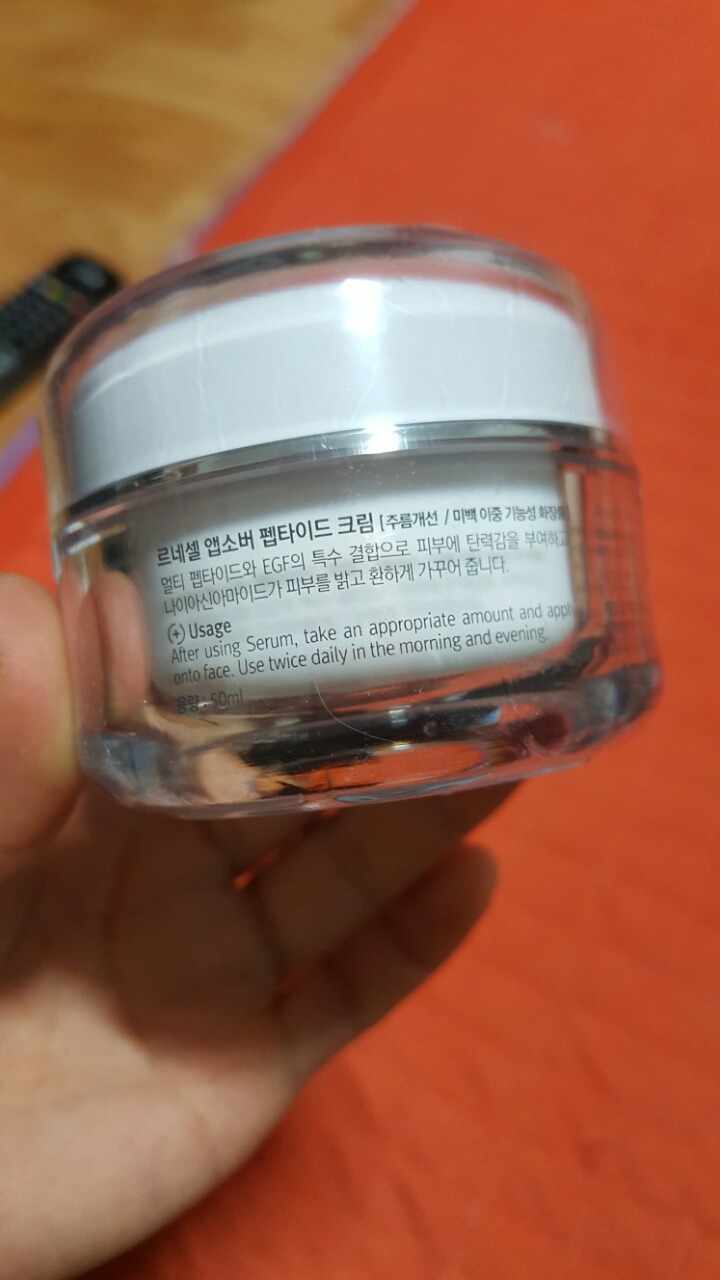 르네셀 앱소버 펩타이드 크림 [주름개선 / 미백 이중 기능성 화장품
멀티 펩타이드와 EGF의 특수 결합으로 피부에 탄력감을 부여하고
나이아신아마이드가 피부를 밝고 환하게 가꾸어 줍니다.
(+) Usage
After using Serum, take an appropriate amount and apply
onto face. Use twice daily in the morning and evening.
용량 : 50ml